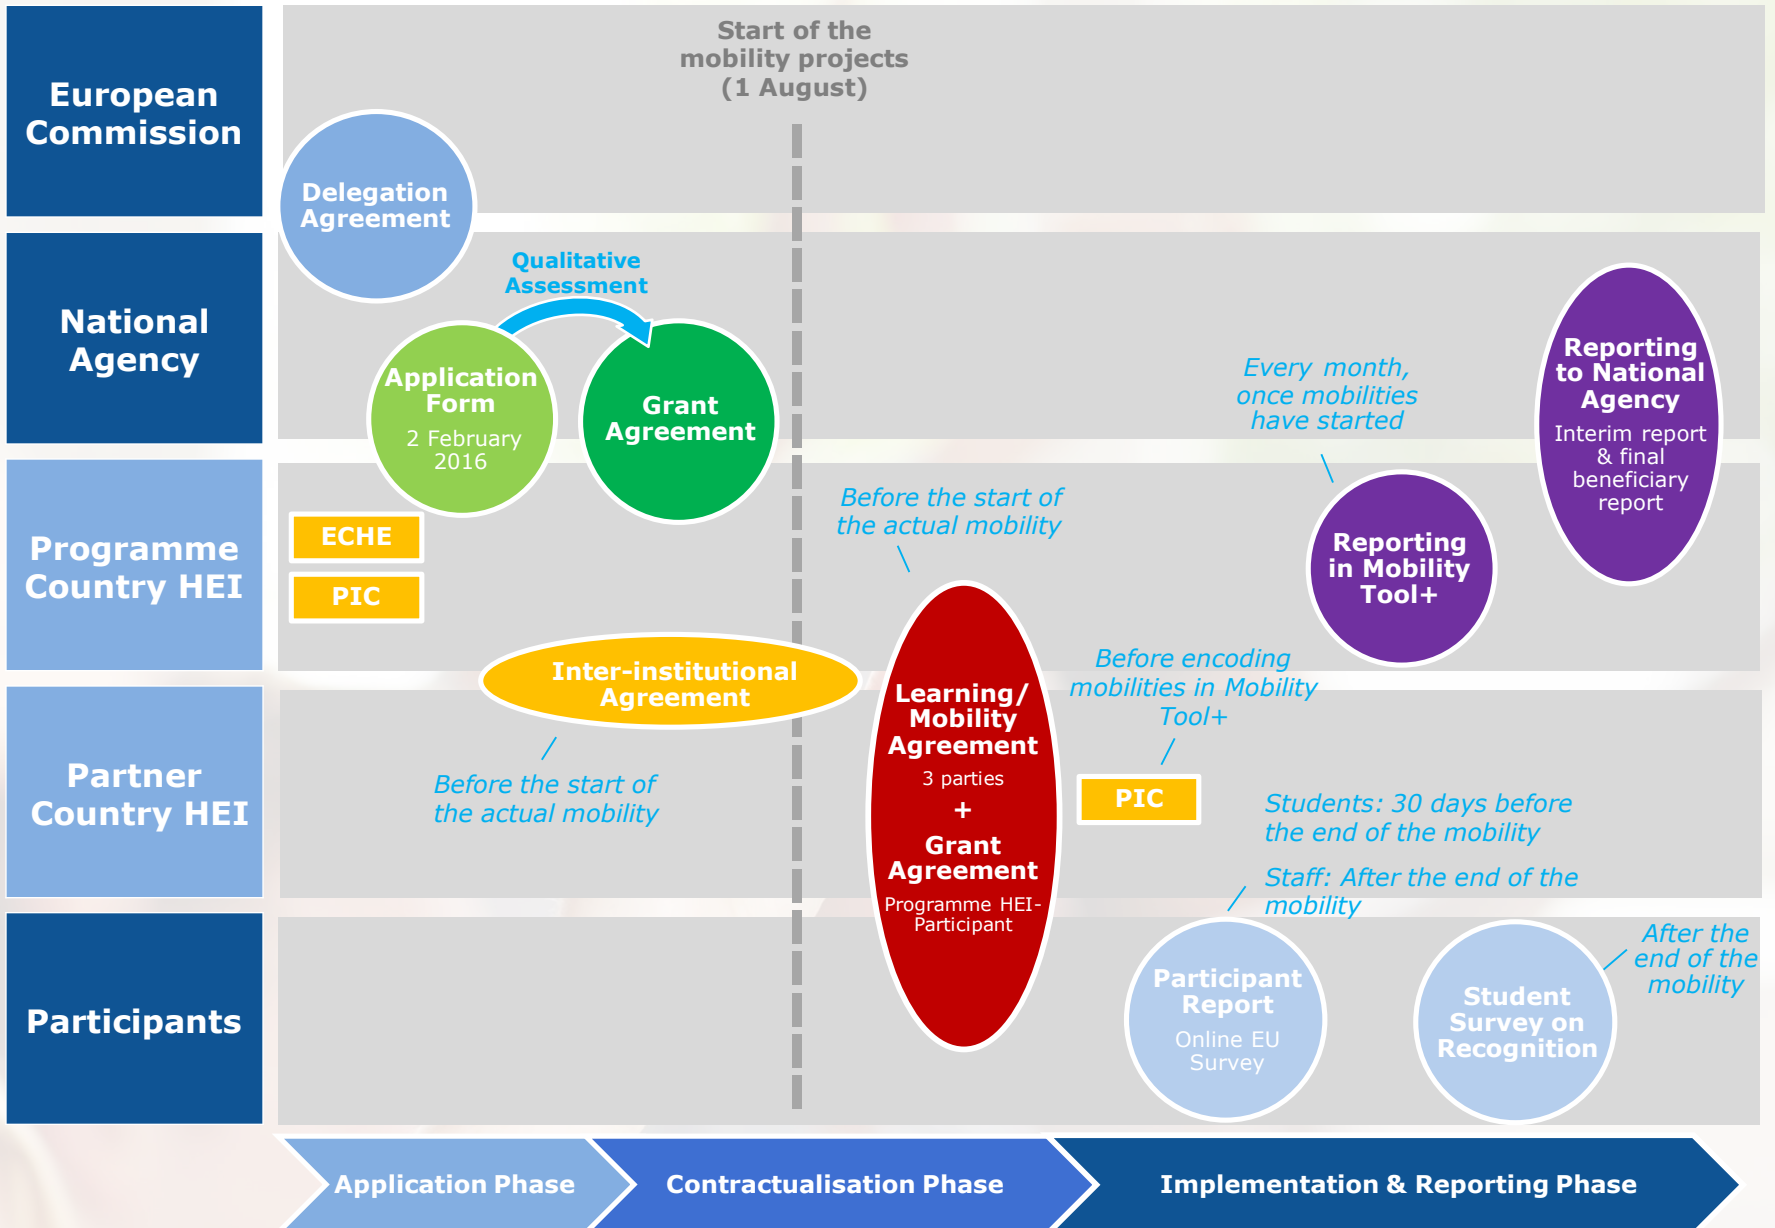 European
Commission
National
Agency
Programme
Country HEI
Partner
Country HEI
Participants
Start of the
mobility projects
(1 August)
Delegation
Agreement
Qualitative
Assessment
Application
Form
2 February
2016
Grant
Agreement
ECHE
PIC
Inter-institutional
Agreement
Before the start of
the actual mobility
Before the start of
the actual mobility
Learning/
Mobility
Agreement
3 parties
+
Grant
Agreement
Programme HEI-
Participant
Every month,
once mobilities
have started
Reporting
in Mobility
Tool+
Reporting
to National
Agency
Interim report
& final
beneficiary
report
Before encoding
mobilities in Mobility
Tool+
PIC
Students: 30 days before
the end of the mobility
Staff: After the end of the
mobility
Participant
Report
Online EU
Survey
Student
Survey on
Recognition
After the
end of the
mobility
Application Phase
Contractualisation Phase
Implementation & Reporting Phase